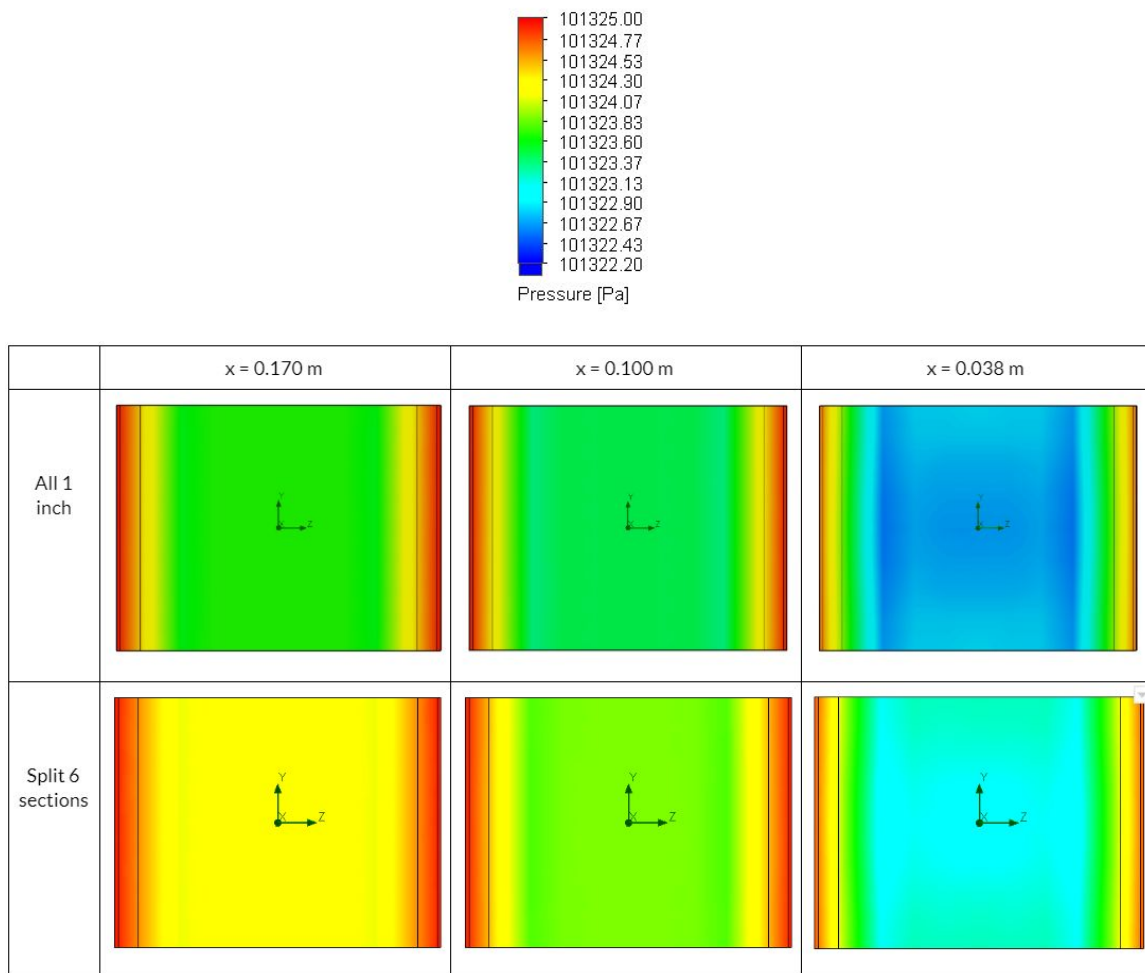 101325.00
101324.77
101324.53
101324.30
101324.07
101323.83
101323.60
101323.37
101323.13
101322.90
101322.67
101322.43
101322.20
Pressure [Pa]
x = 0.170 m
x = 0.100 m
x = 0.038 m
All 1
inch
Y
X
Z
Y
X
Z
Y
X
Z
Split 6
sections
Y
X
Z
Y
X
Z
Y
X
Z